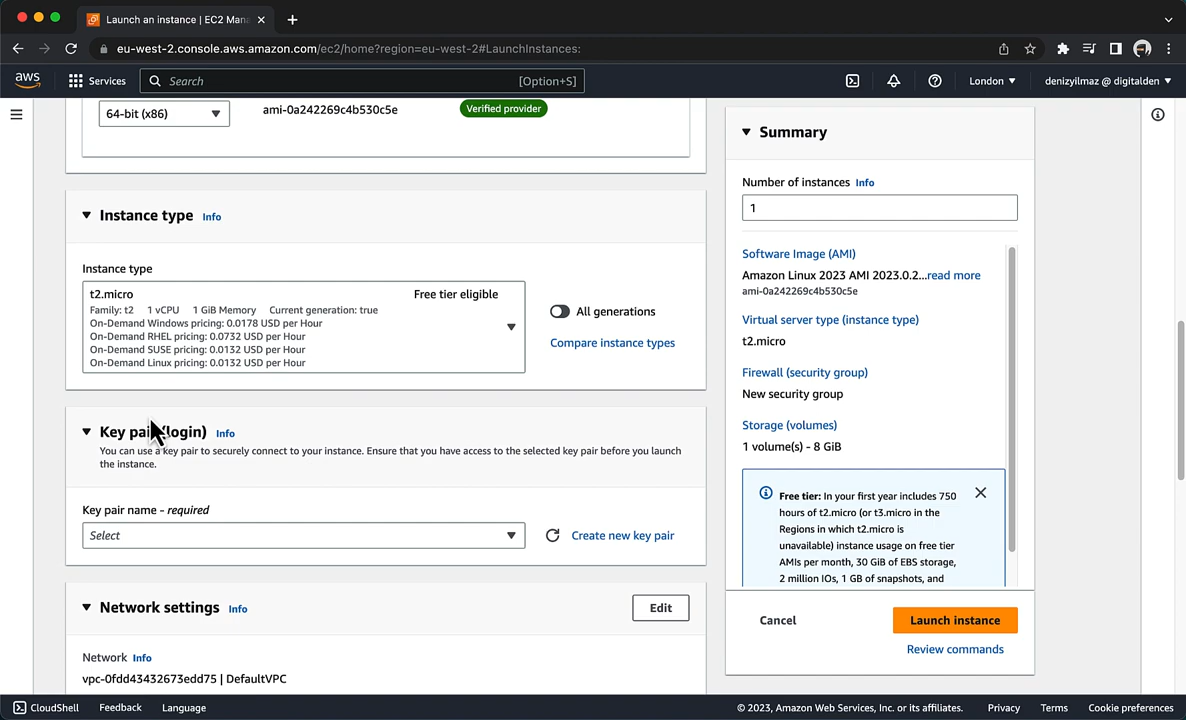 Launch an instance | EC2 Man
eu-west-2.console.aws.amazon.com/ec2/home?region=eu-west-2#LaunchInstances:
aws
Services
Search
[Option+S]
London
denizyilmaz @ digitalden
64-bit (x86)
ami-0a242269c4b530c5e
Verified provider
Instance type
Info
Instance type
t2.micro
Free tier eligible
Family: t2 1 vCPU 1 GiB Memory Current generation: true
On-Demand Windows pricing: 0.0178 USD per Hour
On-Demand RHEL pricing: 0.0732 USD per Hour
On-Demand SUSE pricing: 0.0132 USD per Hour
On-Demand Linux pricing: 0.0132 USD per Hour
All generations
Compare instance types
Key pair (login)
Info
You can use a key pair to securely connect to your instance. Ensure that you have access to the selected key pair before you launch
the instance.
Key pair name - required
Select
Create new key pair
Network settings
Info
Edit
Network
Info
vpc-0fdd43432673edd75 | DefaultVPC
Summary
Number of instances
Info
1
Software Image (AMI)
Amazon Linux 2023 AMI 2023.0.2...read more
ami-0a242269c4b530c5e
Virtual server type (instance type)
t2.micro
Firewall (security group)
New security group
Storage (volumes)
1 volume(s) - 8 GiB
Free tier: In your first year includes 750
hours of t2.micro (or t3.micro in the
Regions in which t2.micro is
unavailable) instance usage on free tier
AMIs per month, 30 GiB of EBS storage,
2 million IOs, 1 GB of snapshots, and
Cancel
Launch instance
Review commands
CloudShell
Feedback
Language
© 2023, Amazon Web Services, Inc. or its affiliates.
Privacy
Terms
Cookie preferences